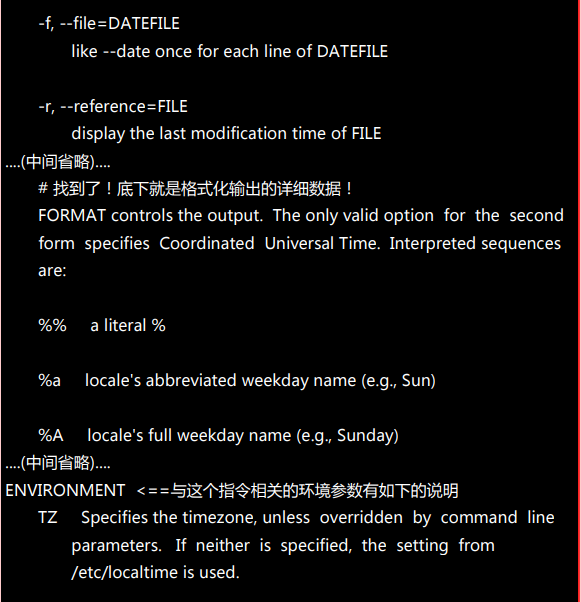 -f, --file=DATEFILE
like --date once for each line of DATEFILE
-r, --reference=FILE
display the last modification time of FILE
....(中间省略)....
# 找到了！底下就是格式化输出的详细数据！
FORMAT controls the output. The only valid option for the second
form specifies Coordinated Universal Time. Interpreted sequences
are:
%% a literal %
%a locale's abbreviated weekday name (e.g., Sun)
%A locale's full weekday name (e.g., Sunday)
....(中间省略)....
ENVIRONMENT <==与这个指令相关的环境参数有如下的说明
TZ Specifies the timezone, unless overridden by command line
parameters. If neither is specified, the setting from
/etc/localtime is used.